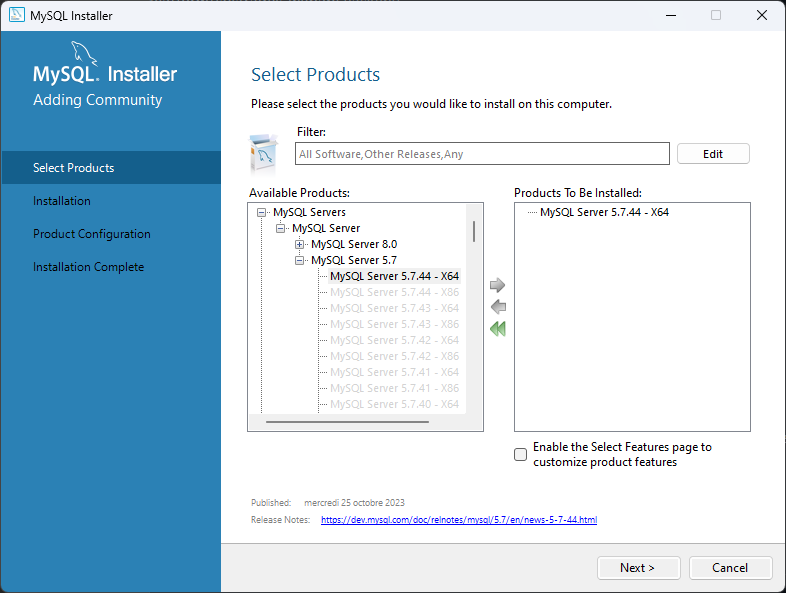 MySQL Installer
MySQL. Installer
Adding Community
Select Products
Installation
Product Configuration
Installation Complete
Select Products
Please select the products you would like to install on this computer.
Filter:
All Software,Other Releases,Any
Edit
Available Products:
MySQL Servers
MySQL Server
MySQL Server 8.0
MySQL Server 5.7
MySQL Server 5.7.44 - X64
MySQL Server 5.7.44 - X86
MySQL Server 5.7.43 - X64
MySQL Server 5.7.43 - X86
MySQL Server 5.7.42 - X64
MySQL Server 5.7.42 - X86
MySQL Server 5.7.41 - X64
MySQL Server 5.7.41 - X86
MySQL Server 5.7.40 - X64
Products To Be Installed:
MySQL Server 5.7.44 - X64
Enable the Select Features page to
customize product features
Published: mercredi 25 octobre 2023
Release Notes: https://dev.mysql.com/doc/relnotes/mysql/5.7/en/news-5-7-44.html
Next >
Cancel